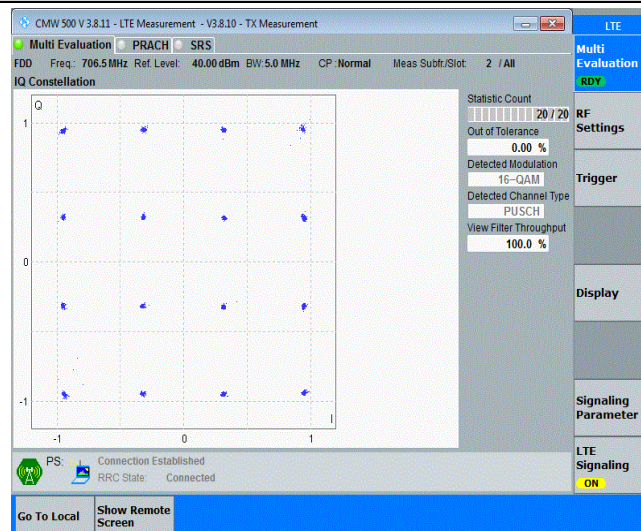 CMW 500 V 3.8.11 - LTE Measurement - V3.8.10 - TX Measurement
LTE
Multi Evaluation PRACH SRS
Multi
Evaluation
RDY
FDD Freq.: 706.5 MHz Ref. Level: 40.00 dBm BW: 5.0 MHz CP : Normal Meas Subfr./Slot: 2 / All
IQ Constellation
Statistic Count
20 / 20
Out of Tolerance
0.00 %
Detected Modulation
16-QAM
Detected Channel Type
PUSCH
View Filter Throughput
100.0 %
RF
Settings
Trigger
Display
Signaling
Parameter
LTE
Signaling
ON
Q
1
0
-1
I
-1 0 1
PS: Connection Established
RRC State: Connected
Go To Local
Show Remote
Screen